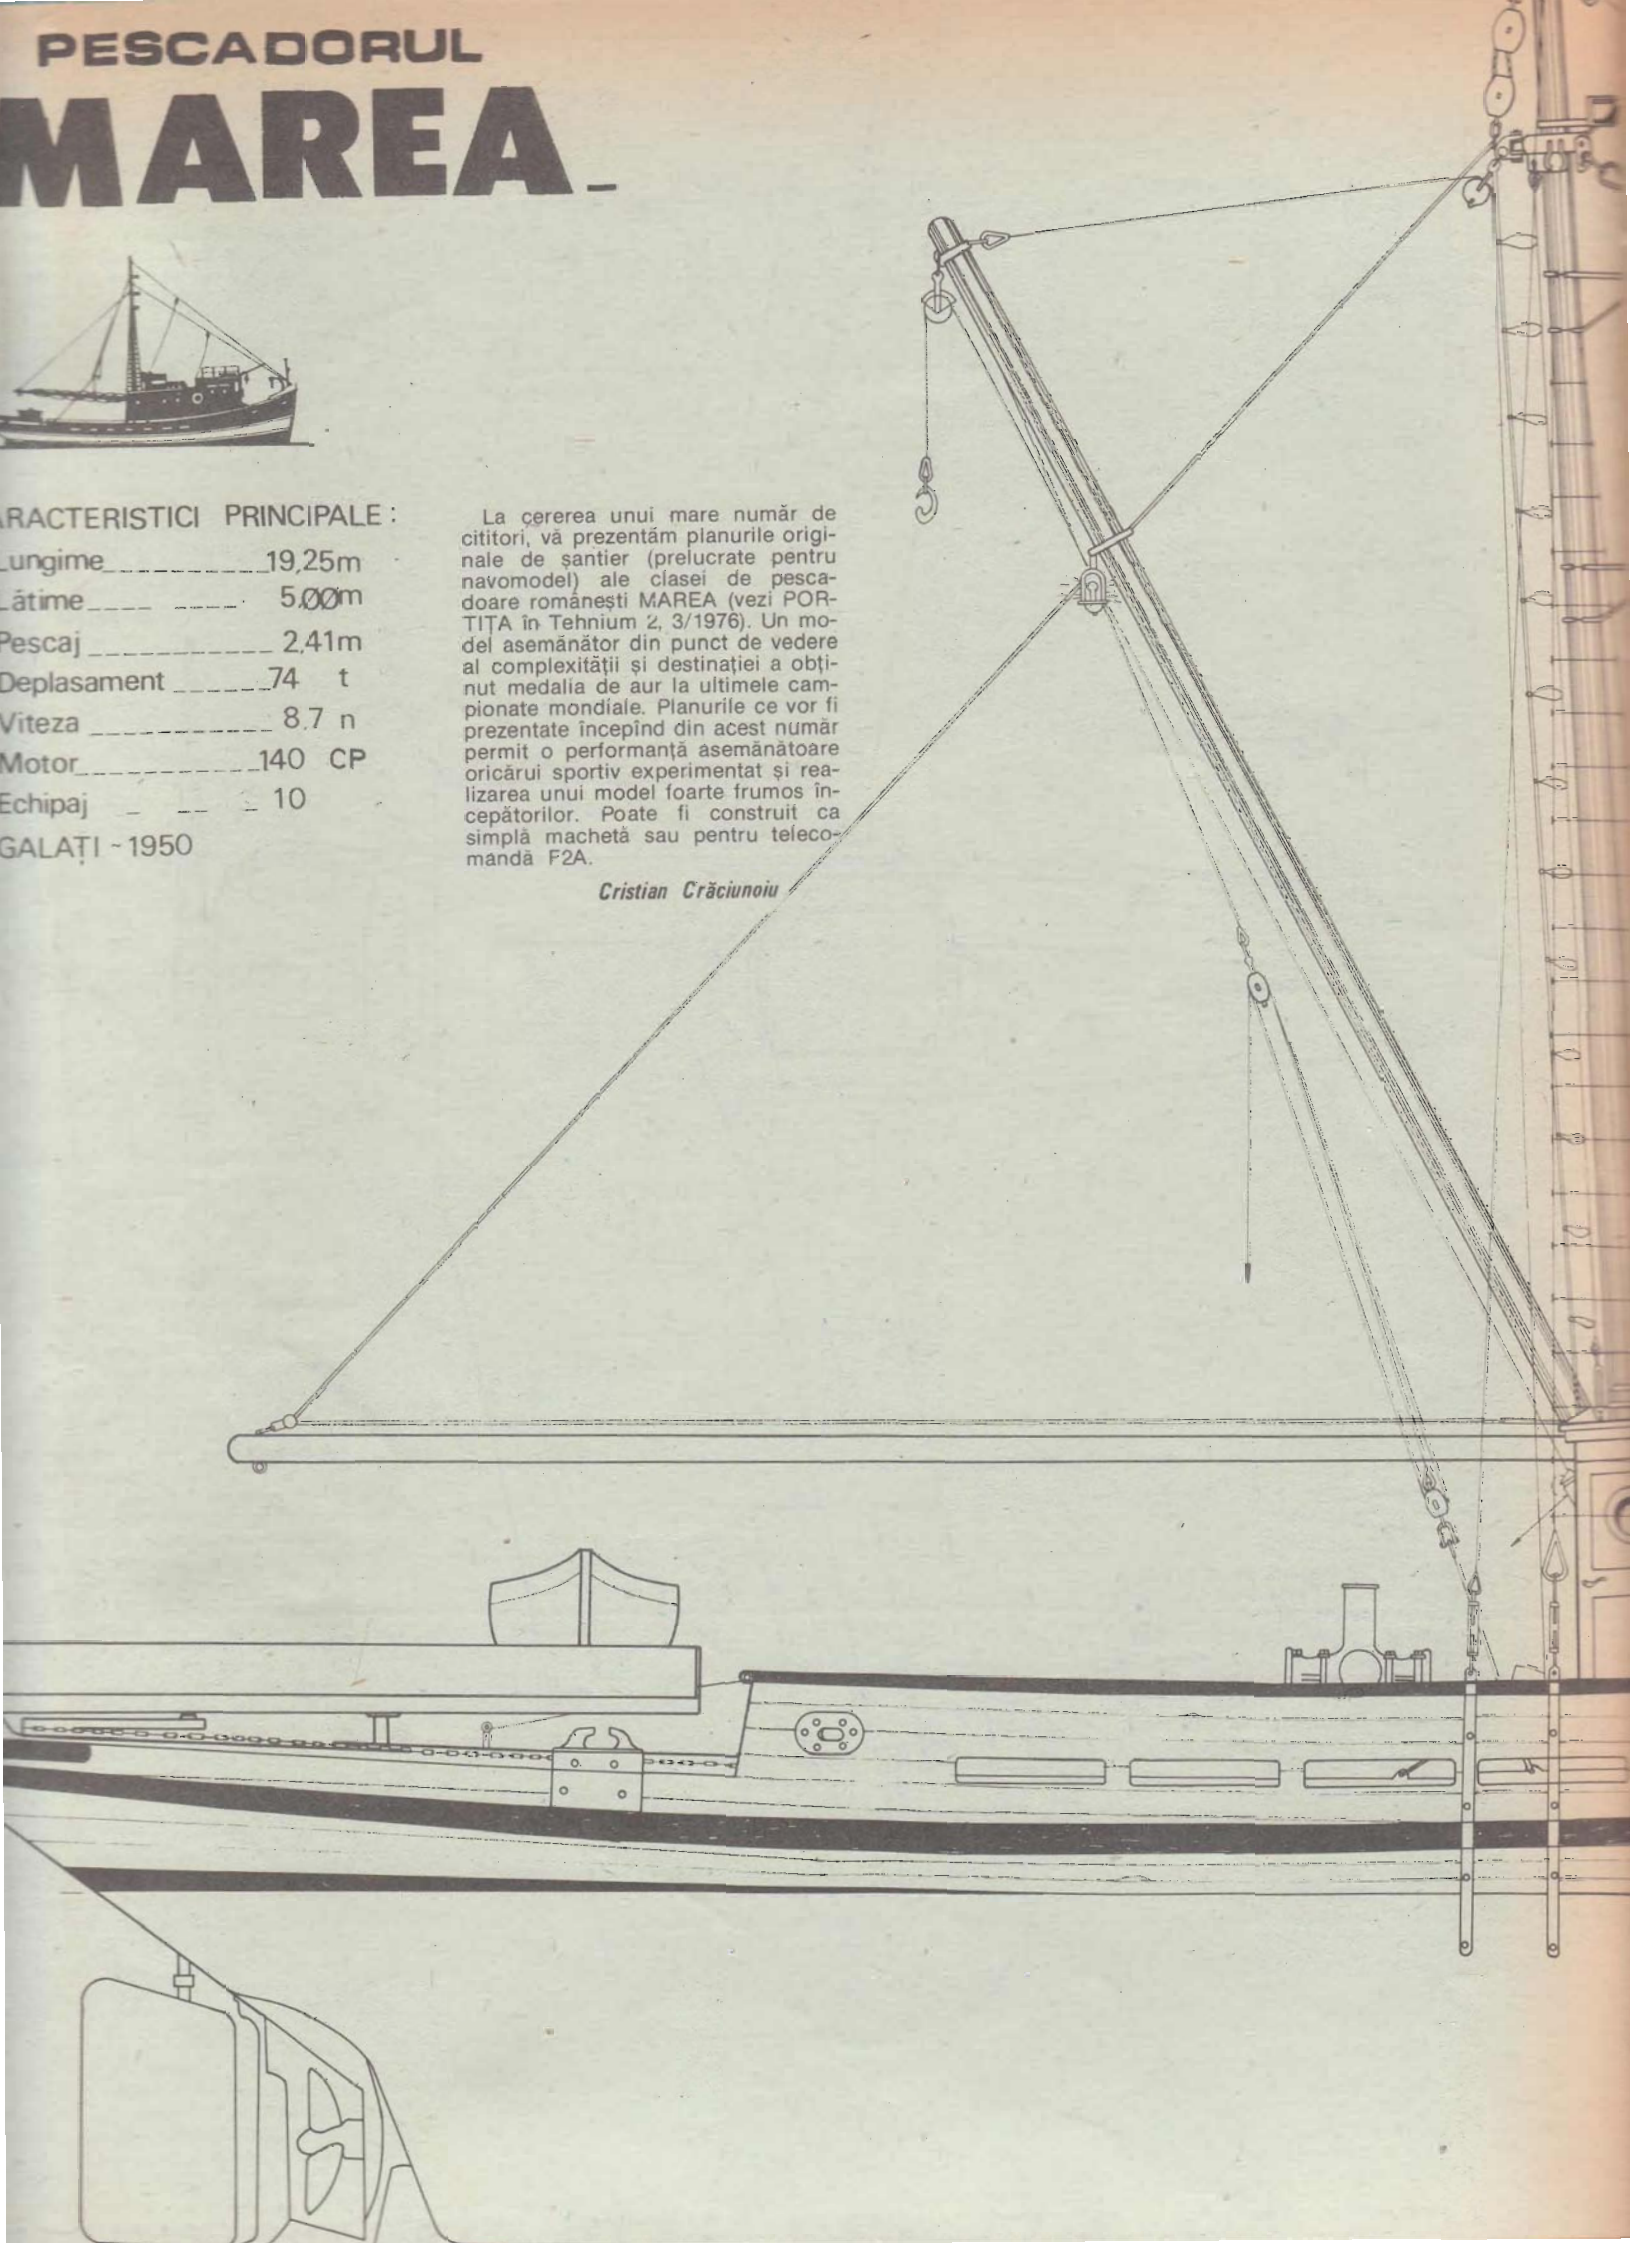 PESCADORUL
MAREA
ARACTERISTICI PRINCIPALE:
Lungime 19,25m
Lățime 5,00m
Pescaj 2,41m
Deplasament 74 t
Viteza 8.7 n
Motor 140 CP
Echipaj 10
GALAȚI - 1950
La cererea unui mare număr de
cititori, vă prezentăm planurile origi-
nale de șantier (prelucrate pentru
navomodel) ale clasei de pesca-
doare românești MAREA (vezi POR-
TIȚA în Tehnium 2, 3/1976). Un mo-
del asemănător din punct de vedere
al complexității și destinației a obți-
nut medalia de aur la ultimele cam-
pionate mondiale. Planurile ce vor fi
prezentate începînd din acest număr
permit o performanță asemănătoare
oricărui sportiv experimentat și rea-
lizarea unui model foarte frumos în-
cepătorilor. Poate fi construit ca
simplă machetă sau pentru teleco-
mandă F2A.
Cristian Crăciunoiu